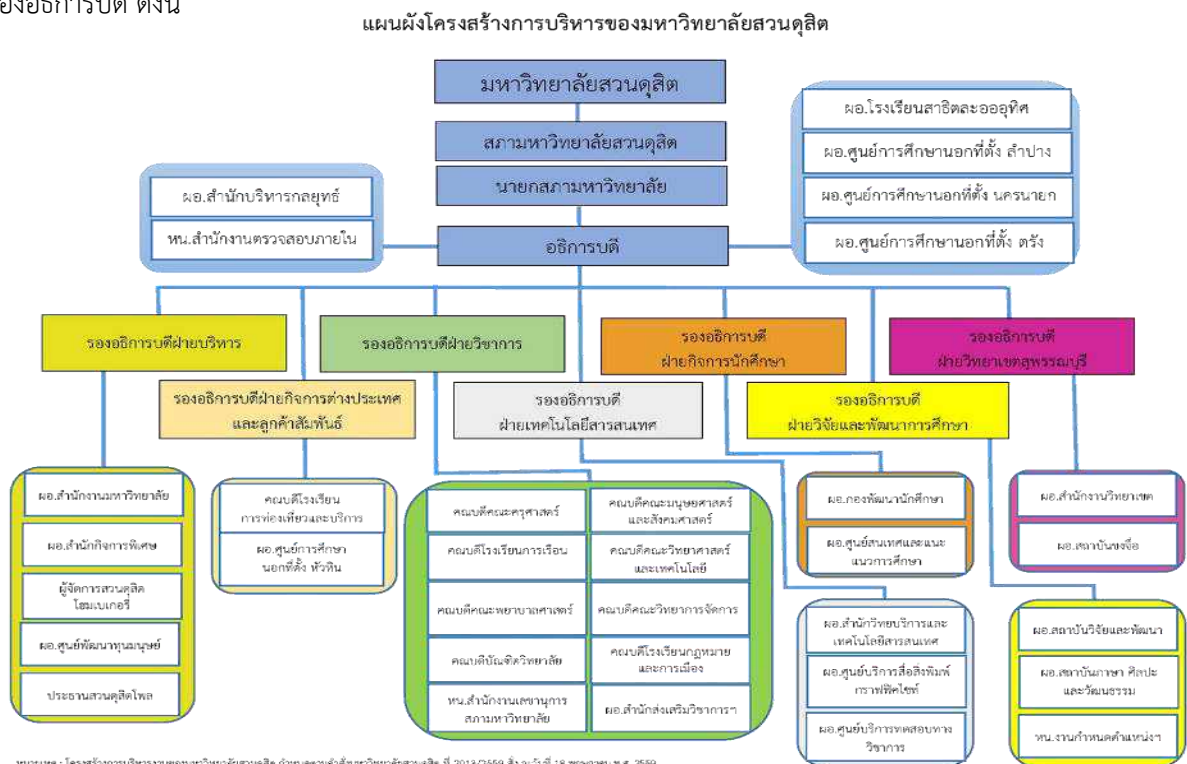 องอธิการบดี ดังนี้
แผนผังโครงสร้างการบริหารของมหาวิทยาลัยสวนดุสิต
มหาวิทยาลัยสวนดุสิต
สภามหาวิทยาลัยสวนดุสิต
นายกสภามหาวิทยาลัย
อธิการบดี
ผอ.สำนักบริหารกลยุทธ์
หน.สำนักงานตรวจสอบภายใน
ผอ.โรงเรียนสาธิตละอออุทิศ
ผอ.ศูนย์การศึกษานอกที่ตั้ง ลำปาง
ผอ.ศูนย์การศึกษานอกที่ตั้ง นครนายก
ผอ.ศูนย์การศึกษานอกที่ตั้ง ตรัง
รองอธิการบดีฝ่ายบริหาร
รองอธิการบดีฝ่ายวิชาการ
รองอธิการบดี
ฝ่ายกิจการนักศึกษา
รองอธิการบดี
ฝ่ายวิทยาเขตสุพรรณบุรี
รองอธิการบดีฝ่ายกิจการต่างประเทศ
และลูกค้าสัมพันธ์
รองอธิการบดี
ฝ่ายเทคโนโลยีสารสนเทศ
รองอธิการบดี
ฝ่ายวิจัยและพัฒนาการศึกษา
ผอ.สำนักงานมหาวิทยาลัย
ผอ.สำนักกิจการพิเศษ
ผู้จัดการสวนดุสิต
โฮมเบเกอรี่
ผอ.ศูนย์พัฒนาทุนมนุษย์
ประธานสวนดุสิตโพล
คณบดีโรงเรียน
การท่องเที่ยวและบริการ
ผอ.ศูนย์การศึกษา
นอกที่ตั้ง หัวหิน
คณบดีคณะครุศาสตร์
คณบดีคณะมนุษยศาสตร์
และสังคมศาสตร์
คณบดีโรงเรียนการเรือน
คณบดีคณะวิทยาศาสตร์
และเทคโนโลยี
คณบดีคณะพยาบาลศาสตร์
คณบดีคณะวิทยาการจัดการ
คณบดีบัณฑิตวิทยาลัย
คณบดีโรงเรียนกฎหมาย
และการเมือง
หน.สำนักงานเลขานุการ
สภามหาวิทยาลัย
ผอ.สำนักส่งเสริมวิชาการฯ
ผอ.กองพัฒนานักศึกษา
ผอ.ศูนย์สนเทศและแนะ
แนวการศึกษา
ผอ.สำนักวิทยบริการและ
เทคโนโลยีสารสนเทศ
ผอ.ศูนย์บริการสื่อสิ่งพิมพ์
กราฟฟิคไซท์
ผอ.ศูนย์บริการทดสอบทาง
วิชาการ
ผอ.สำนักงานวิทยาเขต
ผอ.สถาบันขงจื่อ
ผอ.สถาบันวิจัยและพัฒนา
ผอ.สถาบันภาษา ศิลปะ
และวัฒนธรรม
หน.งานกำหนดตำแหน่งฯ